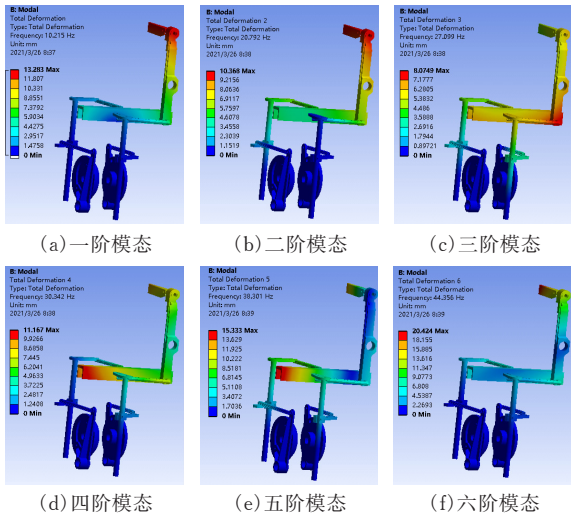 B: Modal
Total Deformation
Type: Total Deformation
Frequency: 10.215 Hz
Unit: mm
2021/3/26 8:37
13.283 Max
11.807
10.331
8.8551
7.3792
5.9034
4.4275
2.9517
1.4758
0 Min
(a)一阶模态
B: Modal
Total Deformation 2
Type: Total Deformation
Frequency: 20.792 Hz
Unit: mm
2021/3/26 8:38
10.368 Max
9.2156
8.0636
6.9117
5.7597
4.6078
3.4558
2.3039
1.1519
0 Min
(b)二阶模态
B: Modal
Total Deformation 3
Type: Total Deformation
Frequency: 27.099 Hz
Unit: mm
2021/3/26 8:38
8.0749 Max
7.1777
6.2805
5.3832
4.486
3.5888
2.6916
1.7944
0.89721
0 Min
(c)三阶模态
B: Modal
Total Deformation 4
Type: Total Deformation
Frequency: 30.342 Hz
Unit: mm
2021/3/26 8:38
11.167 Max
9.9266
8.6858
7.445
6.2041
4.9633
3.7225
2.4817
1.2408
0 Min
(d)四阶模态
B: Modal
Total Deformation 5
Type: Total Deformation
Frequency: 38.301 Hz
Unit: mm
2021/3/26 8:39
15.333 Max
13.629
11.925
10.222
8.5181
6.8145
5.1108
3.4072
1.7036
0 Min
(e)五阶模态
B: Modal
Total Deformation 6
Type: Total Deformation
Frequency: 44.356 Hz
Unit: mm
2021/3/26 8:39
20.424 Max
18.155
15.885
13.616
11.347
9.0773
6.808
4.5387
2.2693
0 Min
(f)六阶模态